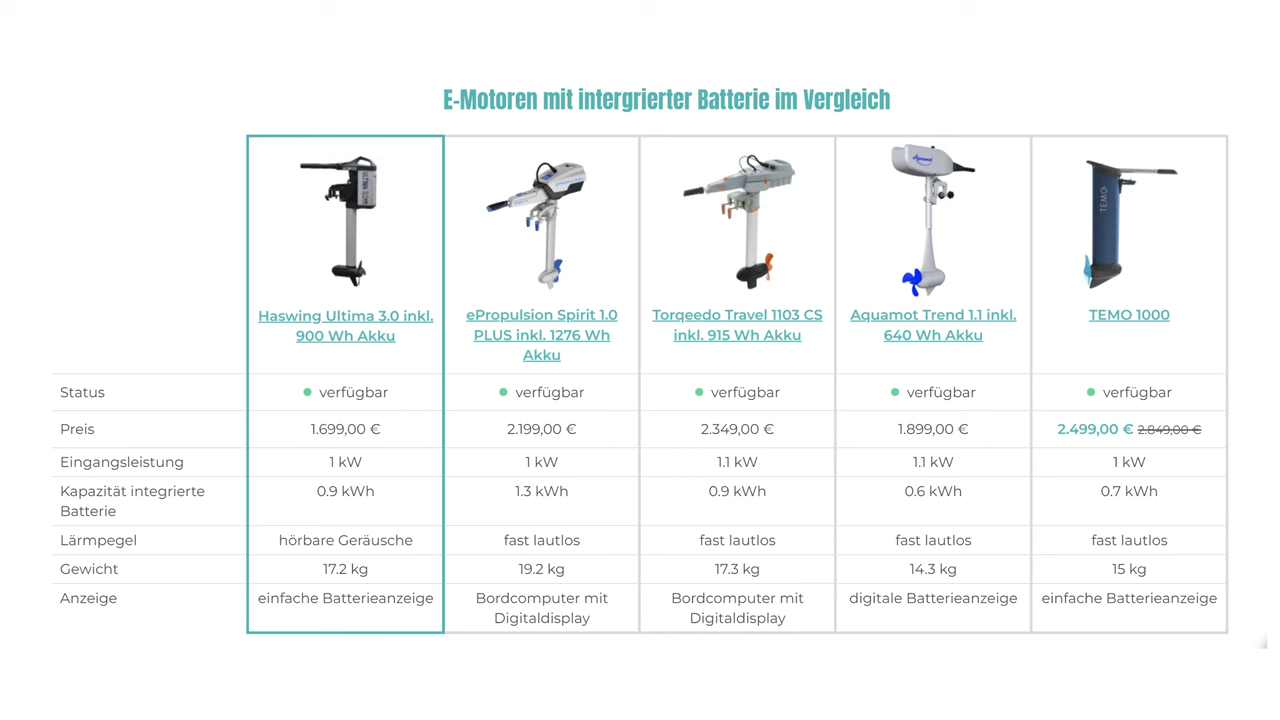 E-Motoren mit intergrierter Batterie im Vergleich
Aquamot
TEMO
Haswing Ultima 3.0 inkl.
900 Wh Akku
ePropulsion Spirit 1.0
PLUS inkl. 1276 Wh
Akku
Torqeedo Travel 1103 CS
inkl. 915 Wh Akku
Aquamot Trend 1.1 inkl.
640 Wh Akku
TEMO 1000
Status verfügbar verfügbar verfügbar verfügbar verfügbar
Preis 1.699,00 € 2.199,00 € 2.349,00 € 1.899,00 € 2.499,00 € 2.849,00 €
Eingangsleistung 1 kW 1 kW 1.1 kW 1.1 kW 1 kW
Kapazität integrierte 0.9 kWh 1.3 kWh 0.9 kWh 0.6 kWh 0.7 kWh
Batterie
Lärmpegel hörbare Geräusche fast lautlos fast lautlos fast lautlos fast lautlos
Gewicht 17.2 kg 19.2 kg 17.3 kg 14.3 kg 15 kg
Anzeige einfache Batterieanzeige Bordcomputer mit Bordcomputer mit digitale Batterieanzeige einfache Batterieanzeige
Digitaldisplay Digitaldisplay